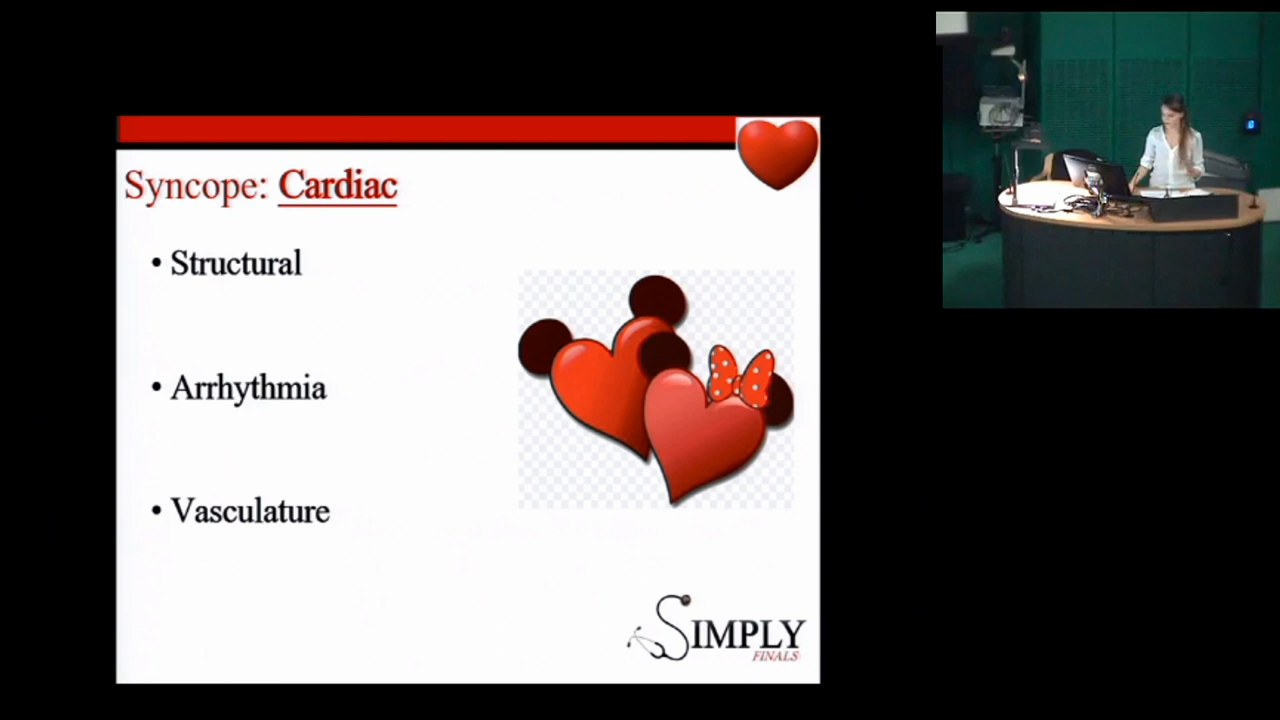 Syncope: Cardiac
• Structural
• Arrhythmia
• Vasculature
SIMPLY
FINALS